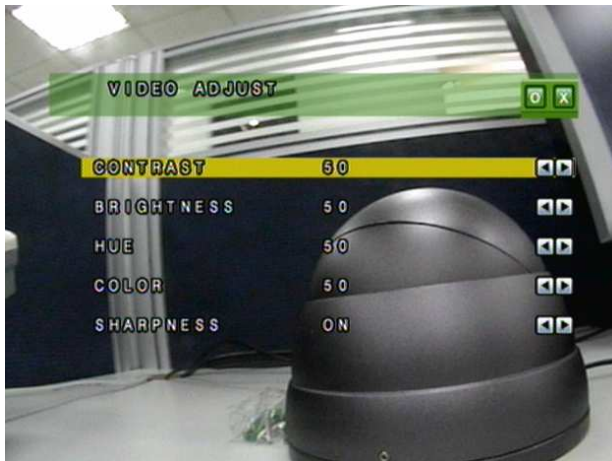 VIDEO ADJUST O X
CONTRAST 50
BRIGHTNESS 50
HUE 50
COLOR 50
SHARPNESS ON